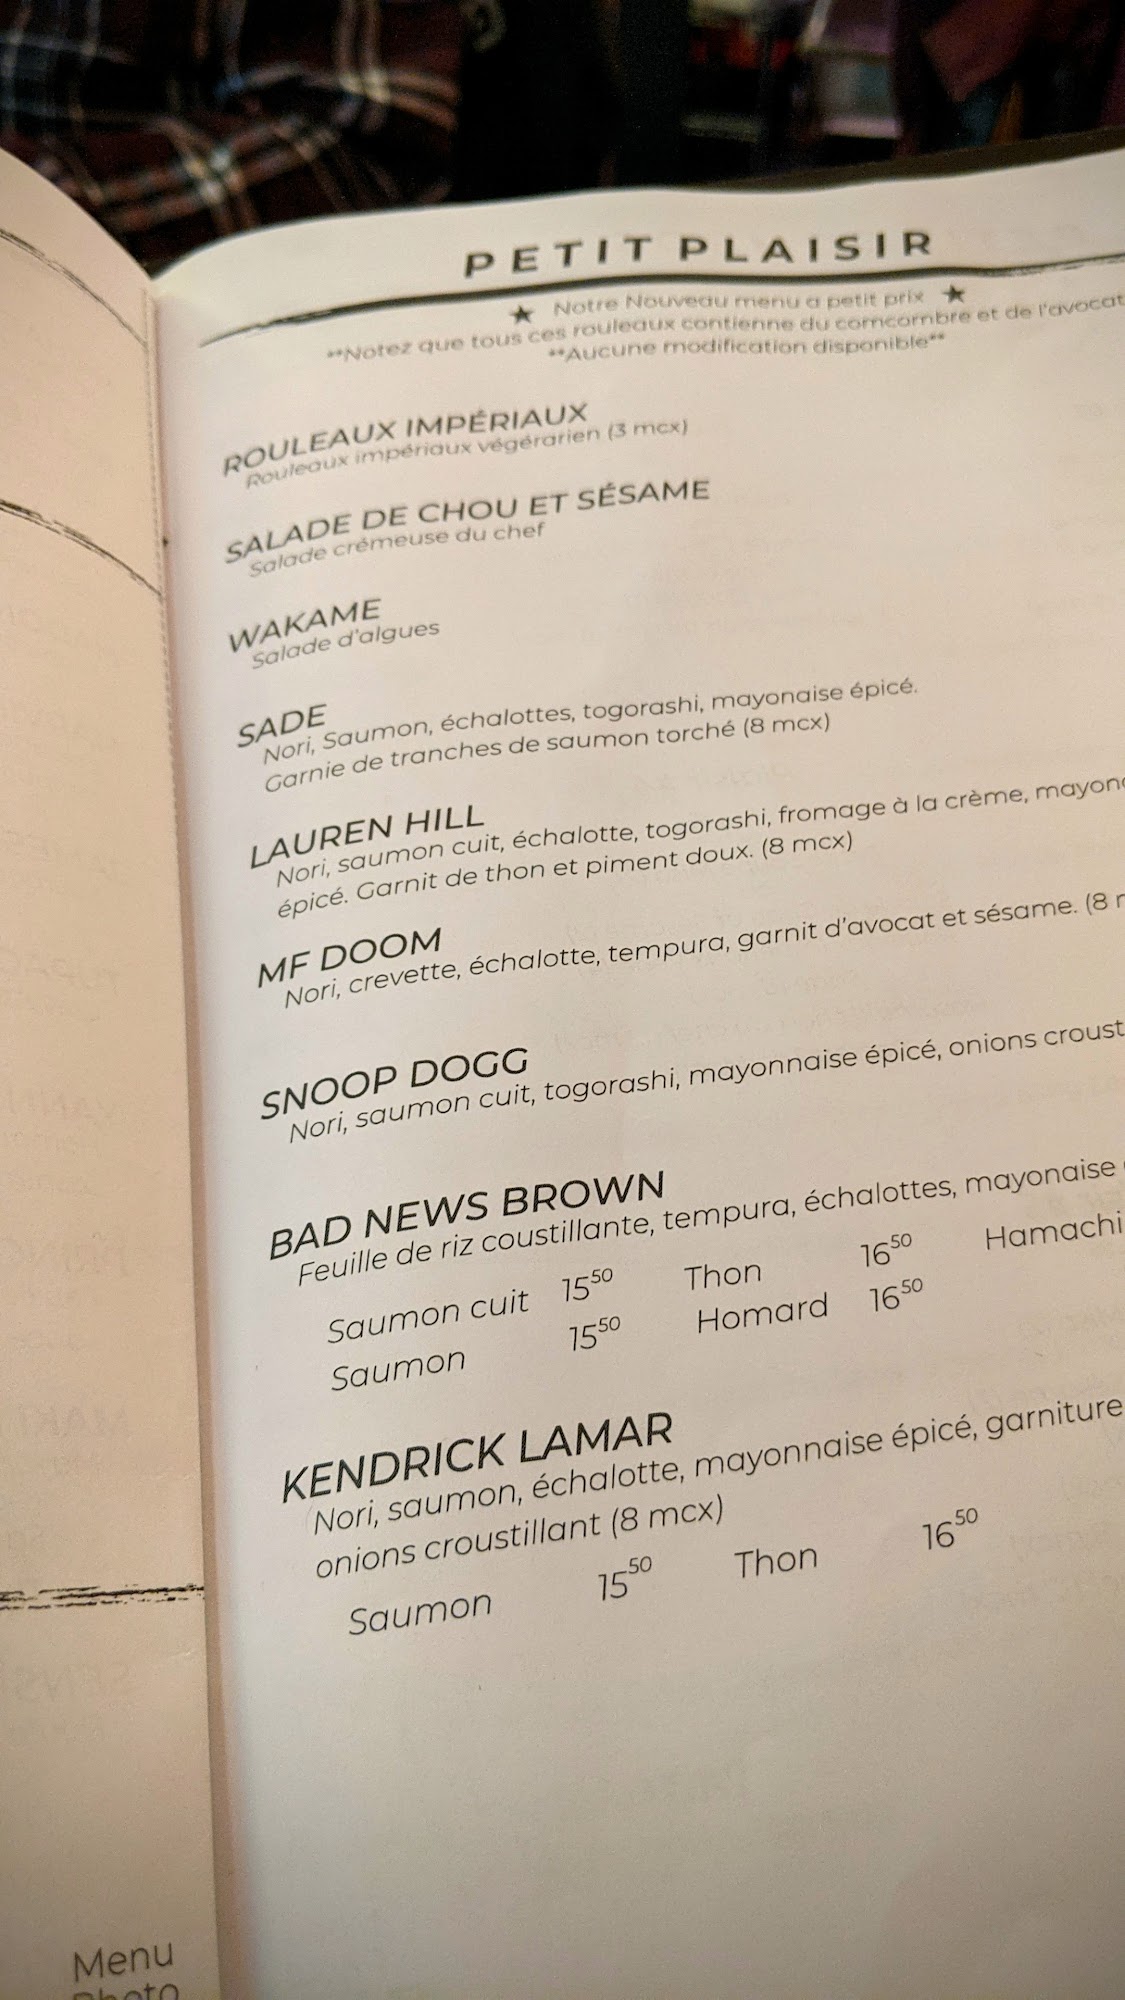 PETIT PLAISIR
★ Notre Nouveau menu a petit prix ★
**Notez que tous ces rouleaux contienne du comcombre et de l'avocat
**Aucune modification disponible**
ROULEAUX IMPÉRIAUX
Rouleaux impériaux végérarien (3 mcx)
SALADE DE CHOU ET SÉSAME
Salade crémeuse du chef
WAKAME
Salade d'algues
SADE
Nori, Saumon, échalottes, togorashi, mayonaise épicé.
Garnie de tranches de saumon torché (8 mcx)
LAUREN HILL
Nori, saumon cuit, échalotte, togorashi, fromage à la crème,
épicé. Garnit de thon et piment doux. (8 mcx)
MF DOOM
Nori, crevette, échalotte, tempura, garnit d'avocat et sésame. (8
SNOOP DOGG
Nori, saumon cuit, togorashi, mayonnaise épicé, onions
BAD NEWS BROWN
Feuille de riz coustillante, tempura, échalottes, mayonaise
Saumon cuit 15⁵⁰ Thon 16⁵⁰ Hamachi
Saumon 15⁵⁰ Homard 16⁵⁰
KENDRICK LAMAR
Nori, saumon, échalotte, mayonnaise épicé, garniture
onions croustillant (8 mcx)
Saumon 15⁵⁰ Thon 16⁵⁰
Menu
Photo